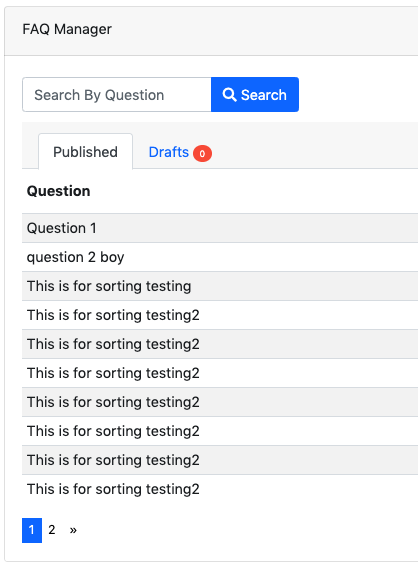 FAQ Manager
Search By Question
Search
Published
Drafts 0
Question
Question 1
question 2 boy
This is for sorting testing
This is for sorting testing2
This is for sorting testing2
This is for sorting testing2
This is for sorting testing2
This is for sorting testing2
This is for sorting testing2
This is for sorting testing2
1 2 »